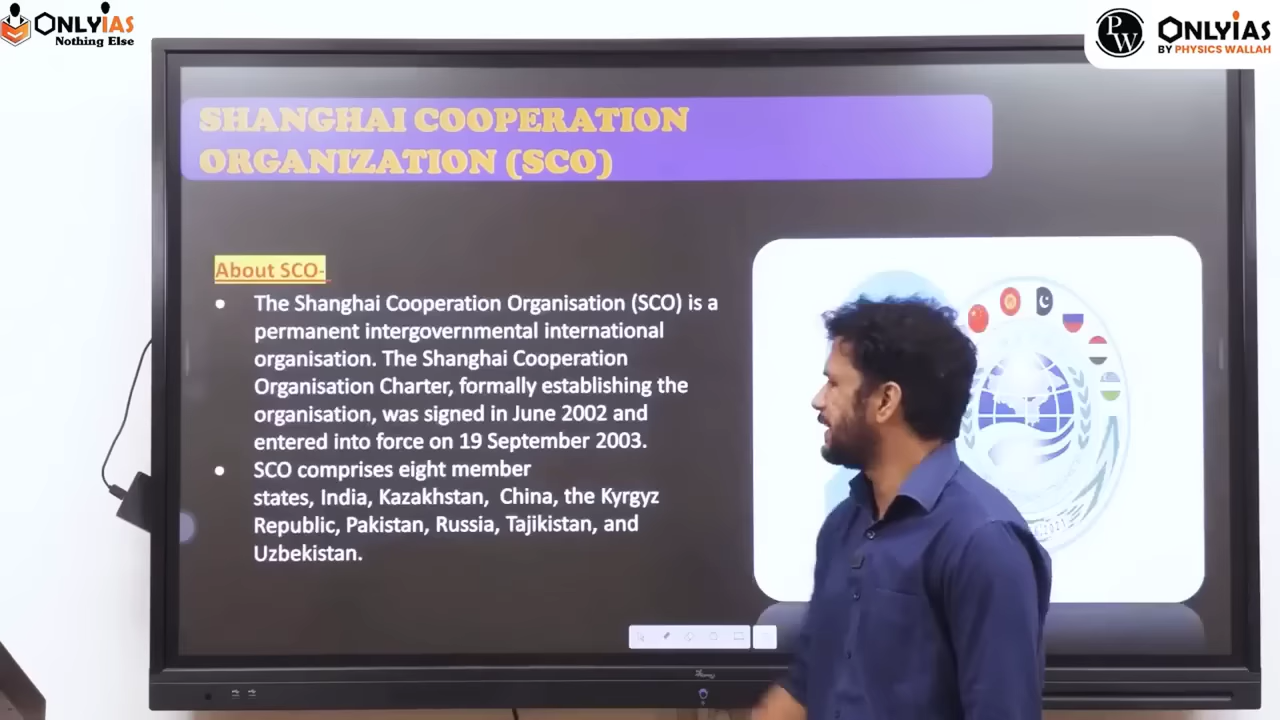 ONLYIAS
Nothing Else
PW
ONLYIAS
BY PHYSICS WALLAH
SHANGHAI COOPERATION
ORGANIZATION (SCO)
About SCO-
• The Shanghai Cooperation Organisation (SCO) is a
permanent intergovernmental international
organisation. The Shanghai Cooperation
Organisation Charter, formally establishing the
organisation, was signed in June 2002 and
entered into force on 19 September 2003.
• SCO comprises eight member
states, India, Kazakhstan, China, the Kyrgyz
Republic, Pakistan, Russia, Tajikistan, and
Uzbekistan.